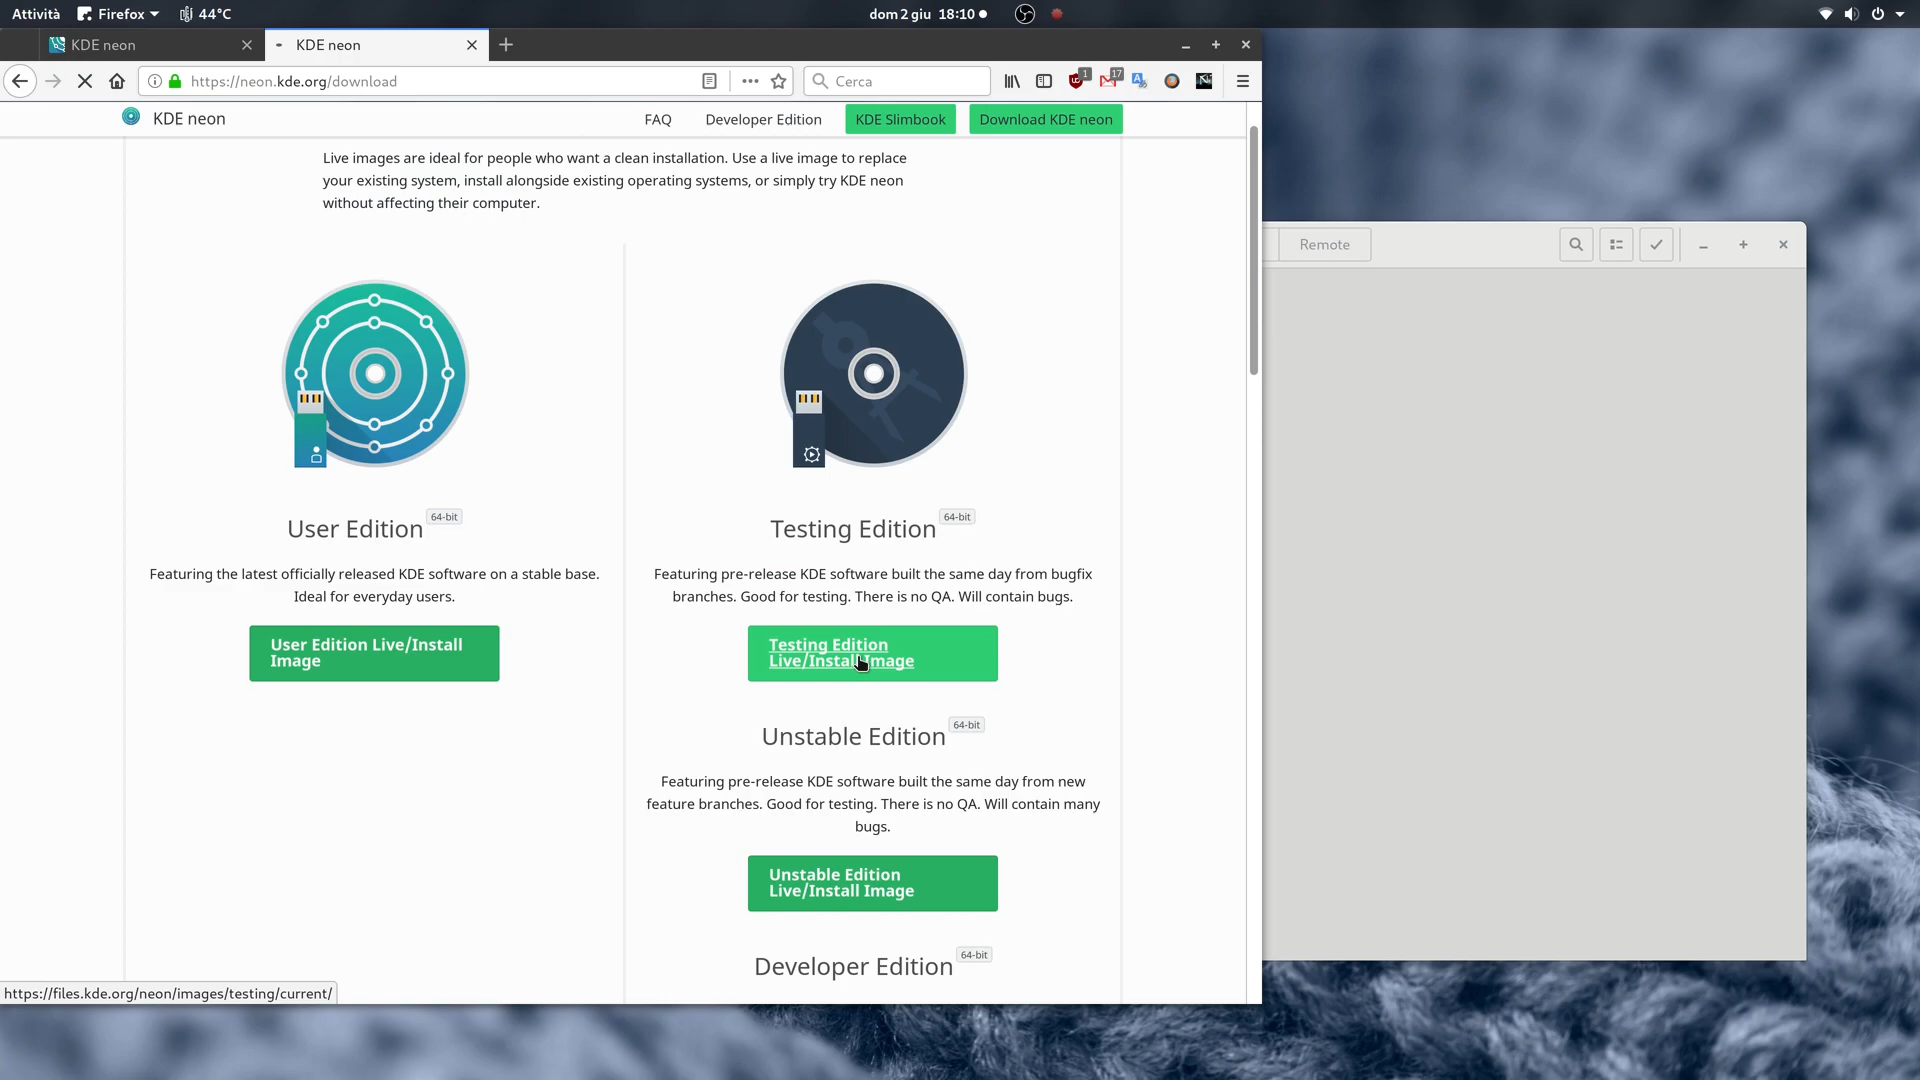 Attività
Firefox
44°C
dom 2 giu 18:10
KDE neon
KDE neon
https://neon.kde.org/download
Cerca
1
17
KDE neon
FAQ
Developer Edition
KDE Slimbook
Download KDE neon
Live images are ideal for people who want a clean installation. Use a live image to replace
your existing system, install alongside existing operating systems, or simply try KDE neon
without affecting their computer.
Remote
User Edition 64-bit
Featuring the latest officially released KDE software on a stable base.
Ideal for everyday users.
User Edition Live/Install
Image
Testing Edition 64-bit
Featuring pre-release KDE software built the same day from bugfix
branches. Good for testing. There is no QA. Will contain bugs.
Testing Edition
Live/Install Image
Unstable Edition 64-bit
Featuring pre-release KDE software built the same day from new
feature branches. Good for testing. There is no QA. Will contain many
bugs.
Unstable Edition
Live/Install Image
Developer Edition 64-bit
https://files.kde.org/neon/images/testing/current/